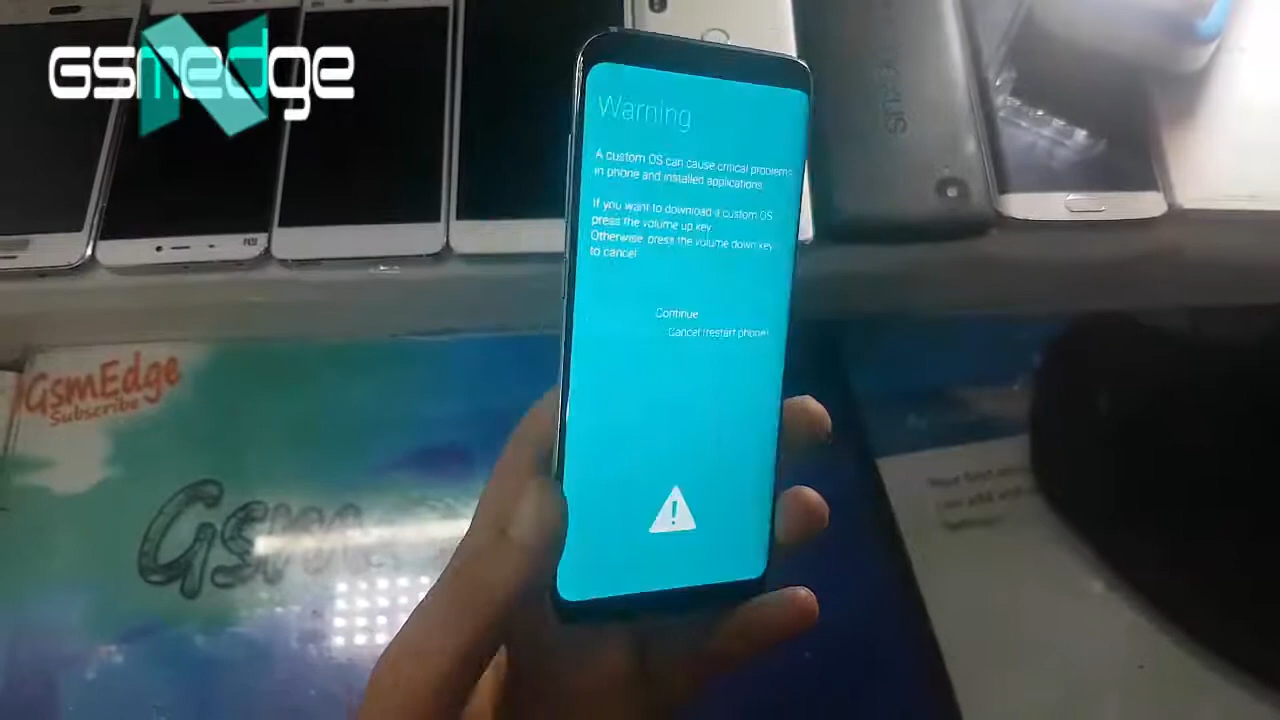 GSmedge
Warning
A custom OS can cause critical problems
in phone and installed applications.
If you want to download a custom OS
press the volume up key.
Otherwise, press the volume down key
to cancel
Continue
Cancel (restart phone)
GsmEdge
Subscribe
Gsm